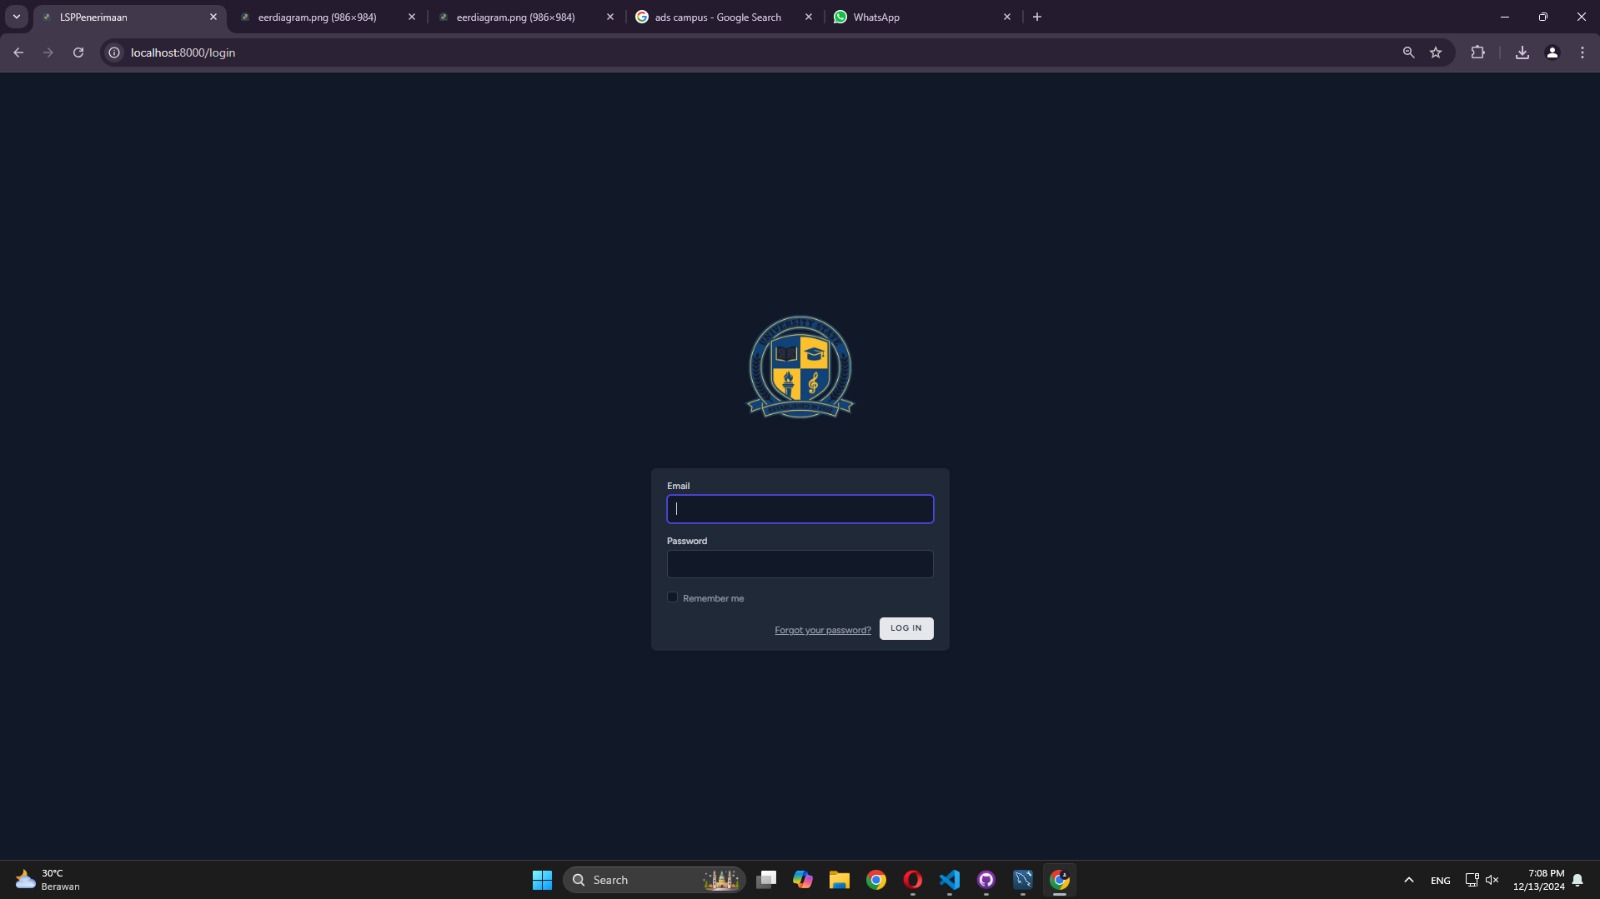 LSPPenerimaan
eerdiagram.png (986×984)
eerdiagram.png (986×984)
ads campus - Google Search
WhatsApp
localhost:8000/login
Email
Password
Remember me
Forgot your password?
LOG IN
30°C
Berawan
Search
ENG
7:08 PM
12/13/2024